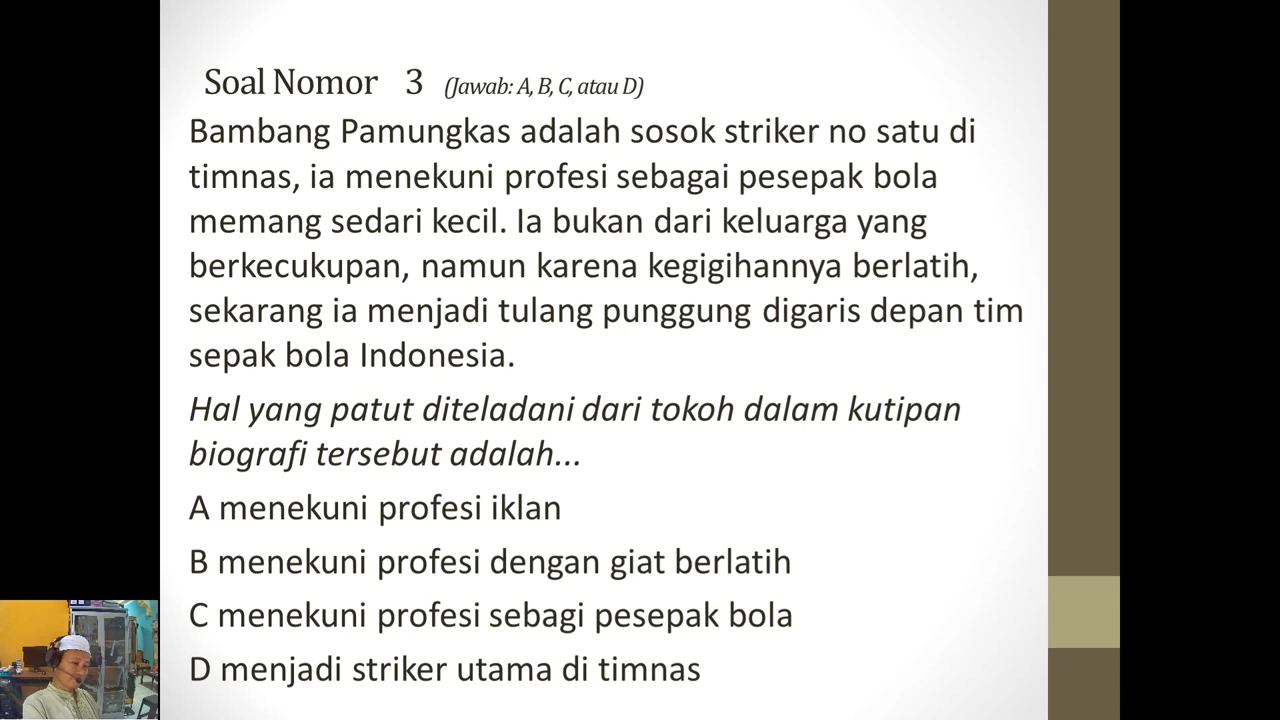 Soal Nomor 3 (Jawab: A, B, C, atau D)
Bambang Pamungkas adalah sosok striker no satu di
timnas, ia menekuni profesi sebagai pesepak bola
memang sedari kecil. Ia bukan dari keluarga yang
berkecukupan, namun karena kegigihannya berlatih,
sekarang ia menjadi tulang punggung digaris depan tim
sepak bola Indonesia.
Hal yang patut diteladani dari tokoh dalam kutipan
biografi tersebut adalah...
A menekuni profesi iklan
B menekuni profesi dengan giat berlatih
C menekuni profesi sebagi pesepak bola
D menjadi striker utama di timnas